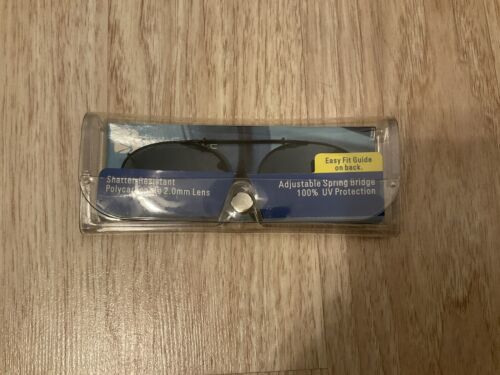 Easy Fit Guide
on back.
Shatter Resistant
Polycarbonate 2.0mm Lens
Adjustable Spring Bridge
100% UV Protection